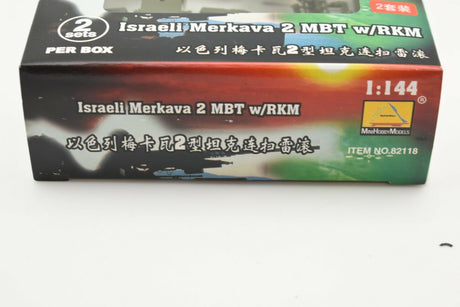 2
sets
PER BOX
Israeli Merkava 2 MBT w/RKM
以色列梅卡瓦2型坦克连扫雷滚
2套装
1:144
Israeli Merkava 2 MBT w/RKM
以色列梅卡瓦2型坦克连扫雷滚
®
MiniHobbyModels
ITEM NO.82118